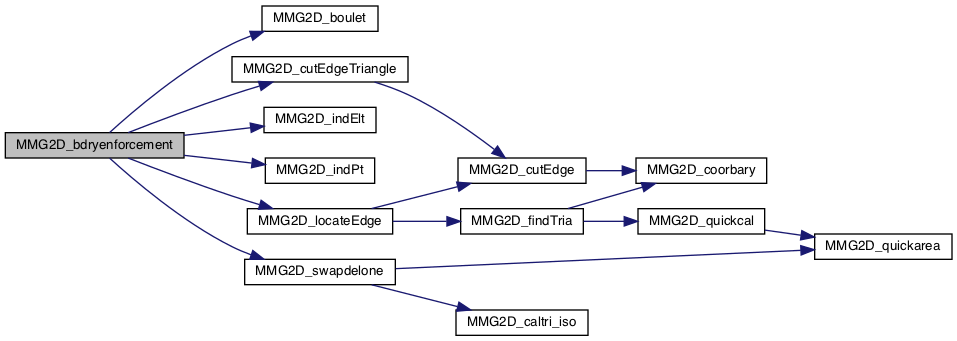 MMG2D_boulet
MMG2D_cutEdgeTriangle
MMG2D_indElt
MMG2D_bdryenforcement
MMG2D_indPt
MMG2D_cutEdge
MMG2D_coorbary
MMG2D_locateEdge
MMG2D_findTria
MMG2D_quickcal
MMG2D_quickarea
MMG2D_swapdelone
MMG2D_caltri_iso